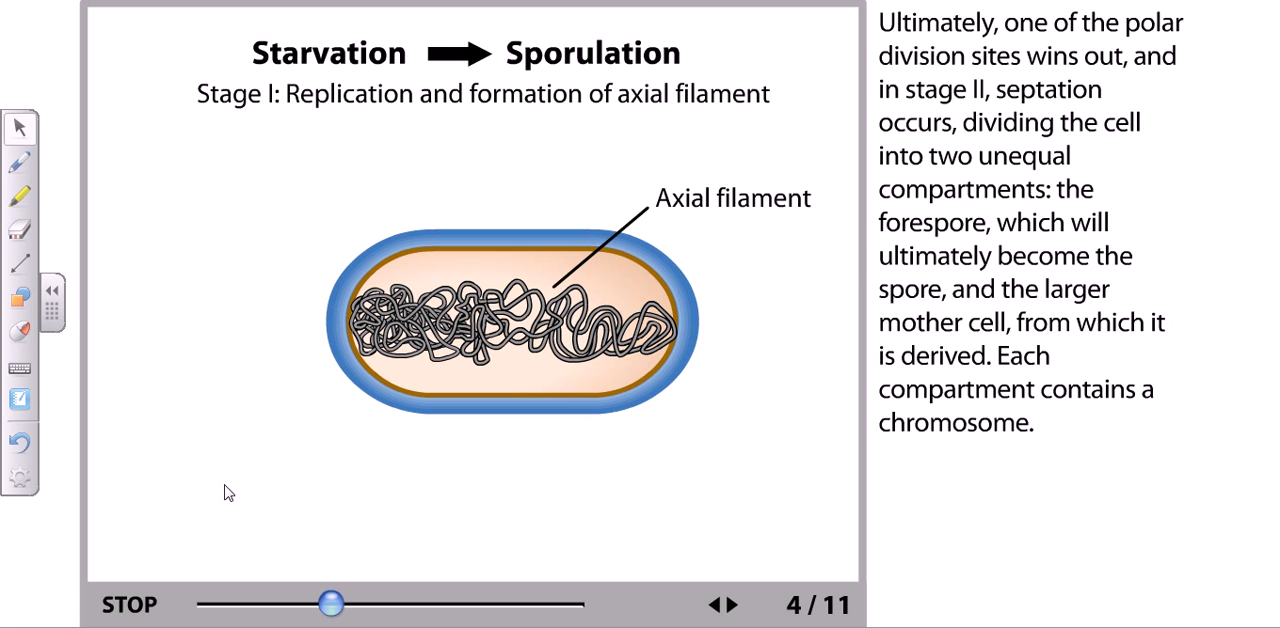 Starvation Sporulation
Stage I: Replication and formation of axial filament
Axial filament
STOP
4 / 11
Ultimately, one of the polar
division sites wins out, and
in stage II, septation
occurs, dividing the cell
into two unequal
compartments: the
forespore, which will
ultimately become the
spore, and the larger
mother cell, from which it
is derived. Each
compartment contains a
chromosome.